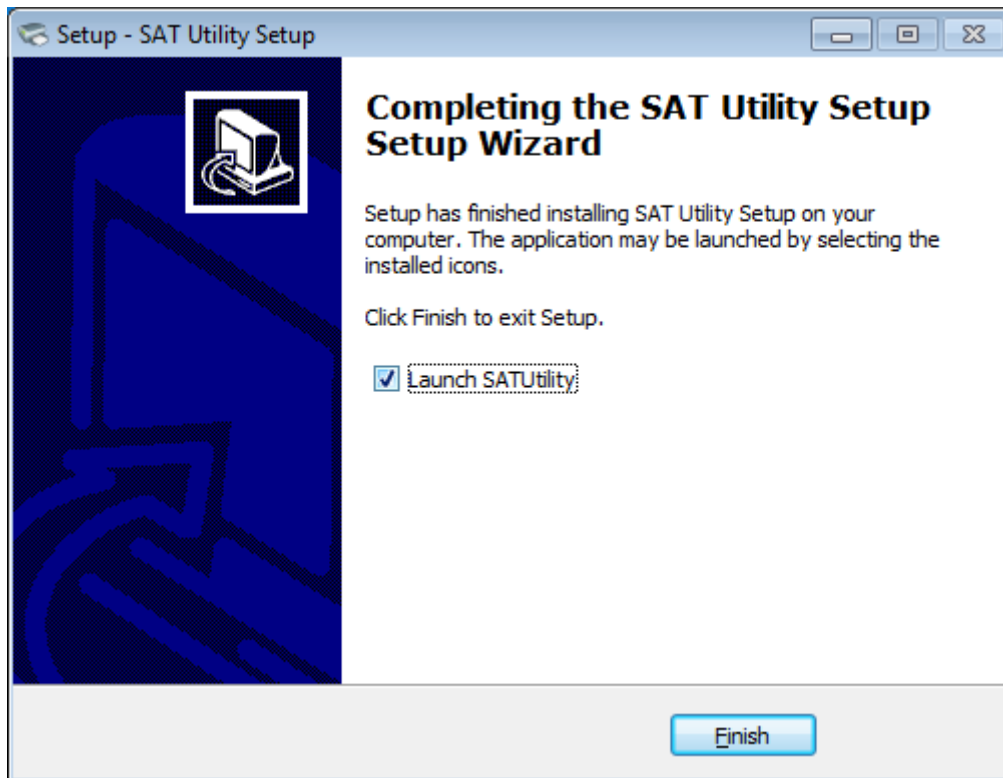 Setup - SAT Utility Setup
Completing the SAT Utility Setup
Setup Wizard
Setup has finished installing SAT Utility Setup on your
computer. The application may be launched by selecting the
installed icons.
Click Finish to exit Setup.
Launch SATUtility
Finish